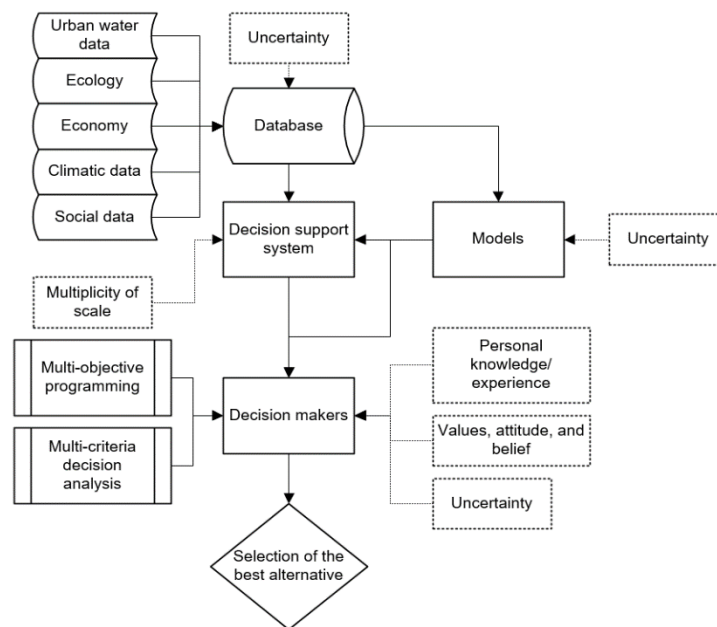 Urban water
data
Uncertainty
Ecology
Economy
Database
Climatic data
Social data
Decision support
system
Models
Uncertainty
Multiplicity of
scale
Multi-objective
programming
Personal
knowledge/
experience
Decision makers
Values, attitude, and
belief
Multi-criteria
decision
analysis
Uncertainty
Selection of the
best alternative